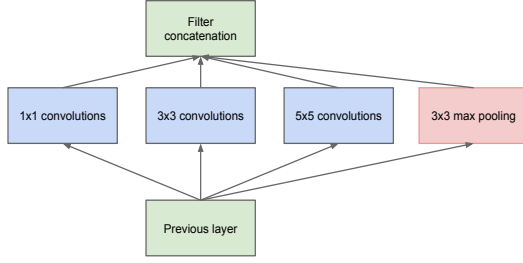 Filter
concatenation
1x1 convolutions
3x3 convolutions
5x5 convolutions
3x3 max pooling
Previous layer